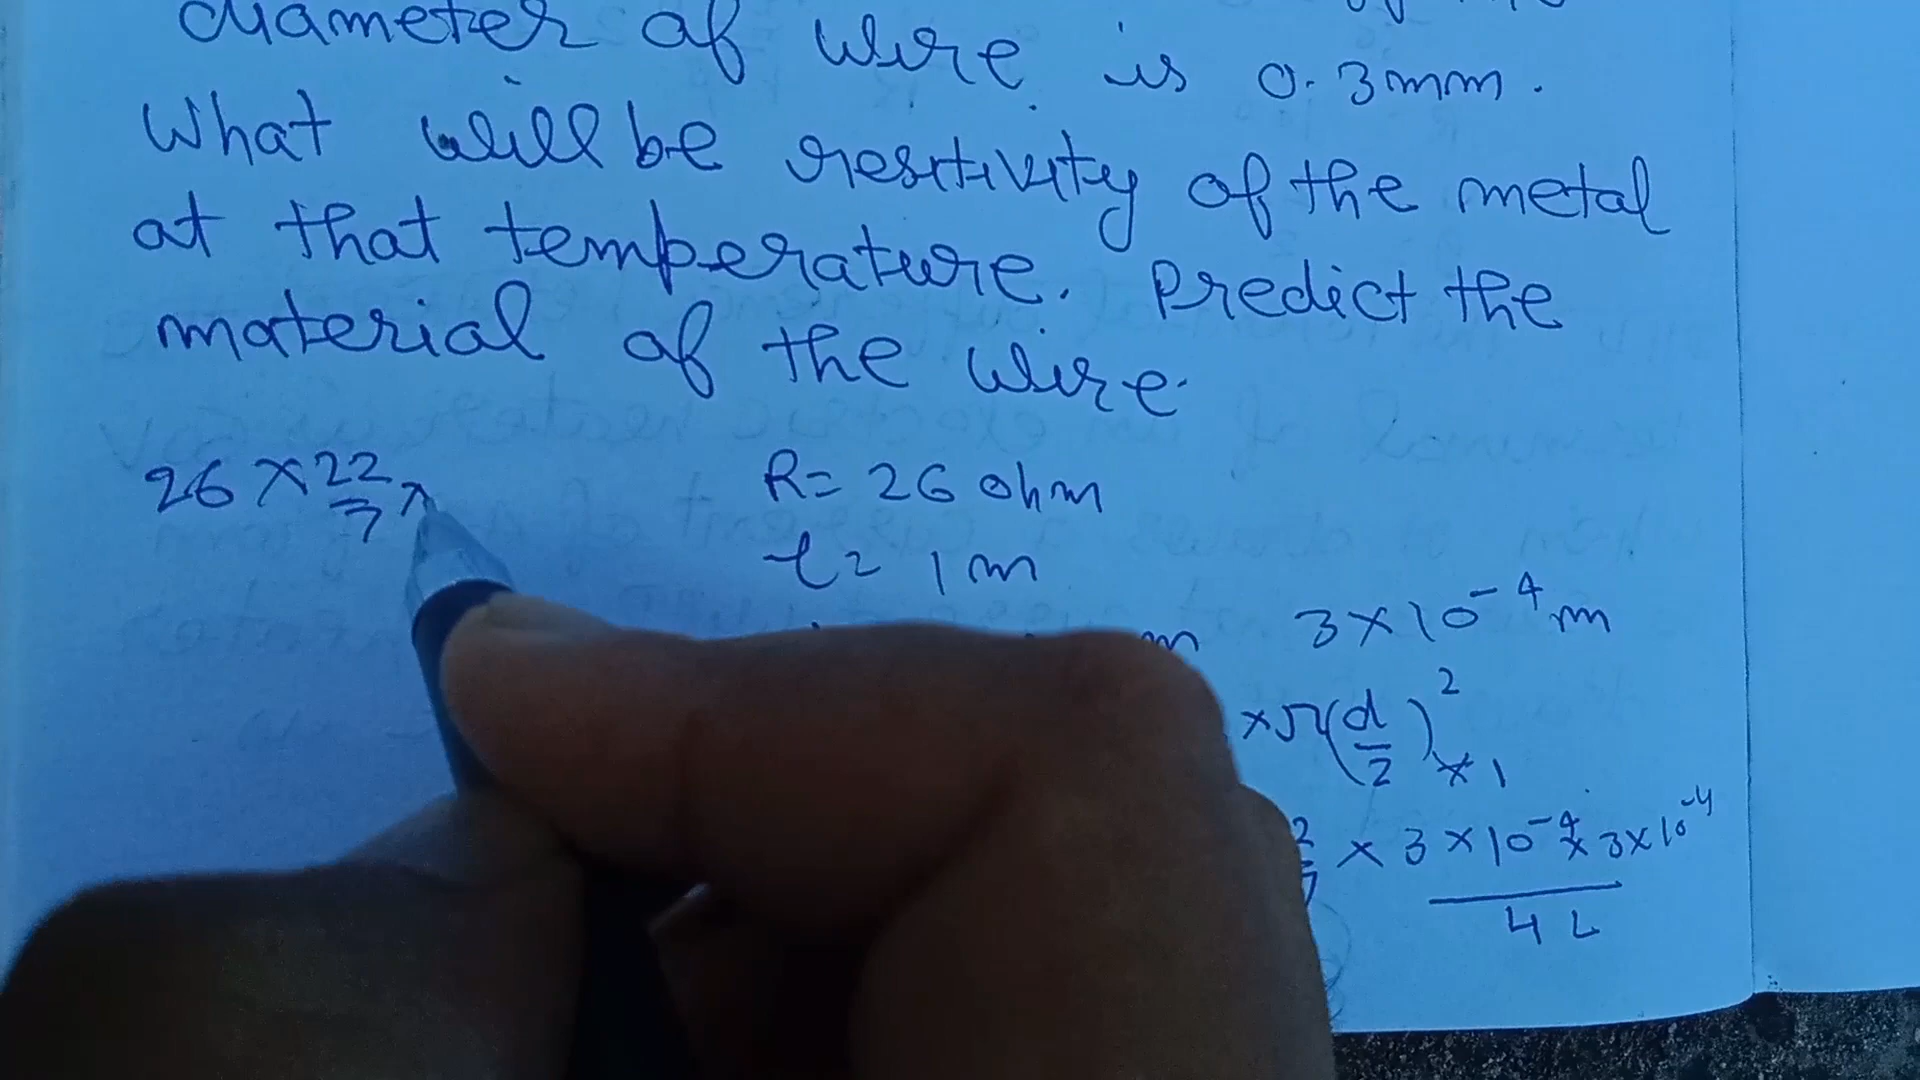 diameter of wire is 0.3mm.
What will be resitivity of the metal
at that temperature. Predict the
material of the wire.
26 × 22/7 ×
R= 26 ohm
l= 1 m
m 3×10⁻⁴ m
×π(d/2)² × 1
× 3×10⁻⁴ × 3×10⁻⁴
4 L